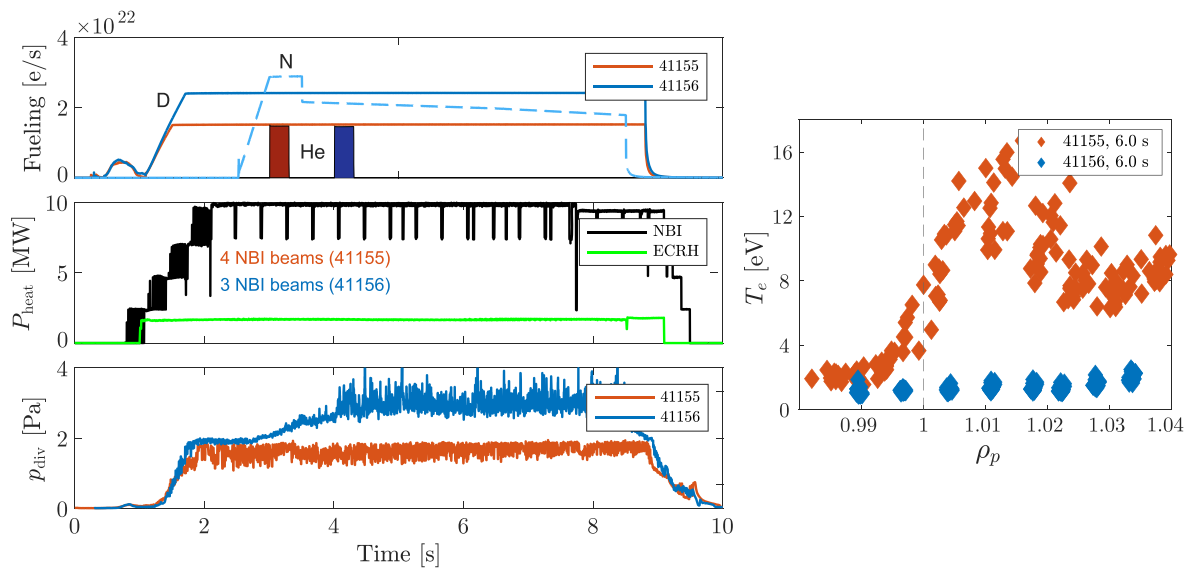 ×10^22
4
2
0
Fueling [e/s]
D
N
He
41155
41156
10
5
0
P_heat [MW]
4 NBI beams (41155)
3 NBI beams (41156)
NBI
ECRH
4
2
0
p_div [Pa]
41155
41156
0 2 4 6 8 10
Time [s]
16
12
8
4
0
T_e [eV]
41155, 6.0 s
41156, 6.0 s
0.99 1 1.01 1.02 1.03 1.04
ρ_p